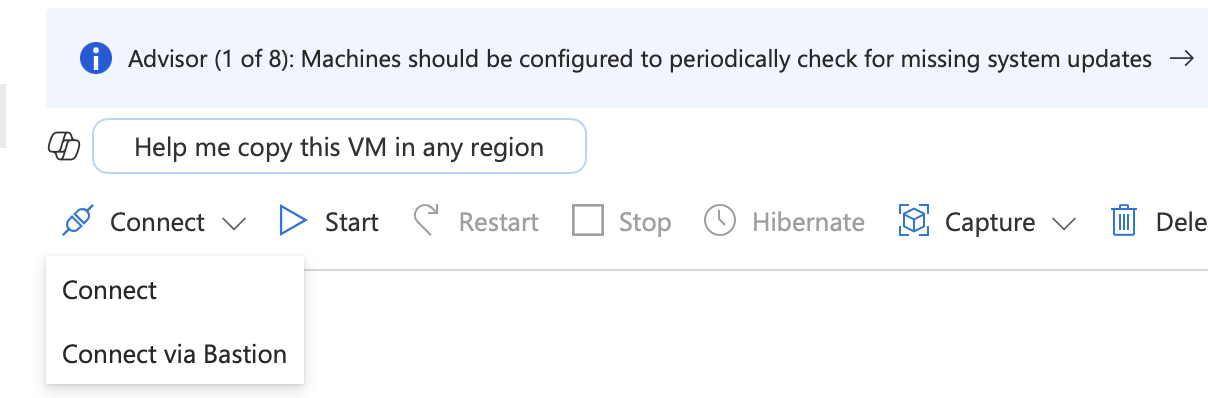 Advisor (1 of 8): Machines should be configured to periodically check for missing system updates →
Help me copy this VM in any region
Connect Start Restart Stop Hibernate Capture Dele
Connect
Connect via Bastion